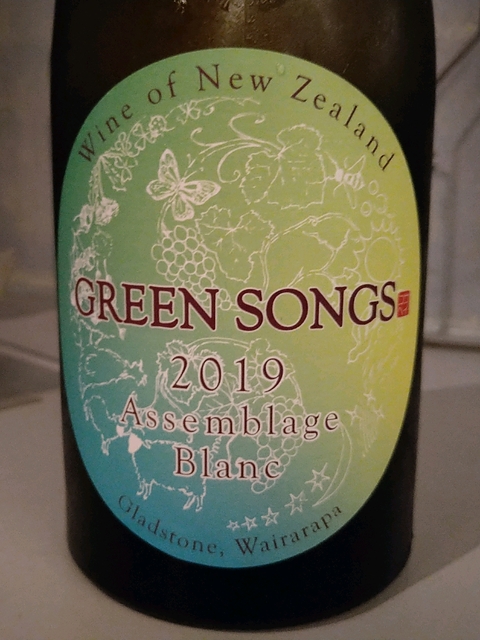 Wine of New Zealand
GREEN SONGS
2019
Assemblage
Blanc
Gladstone, Wairarapa